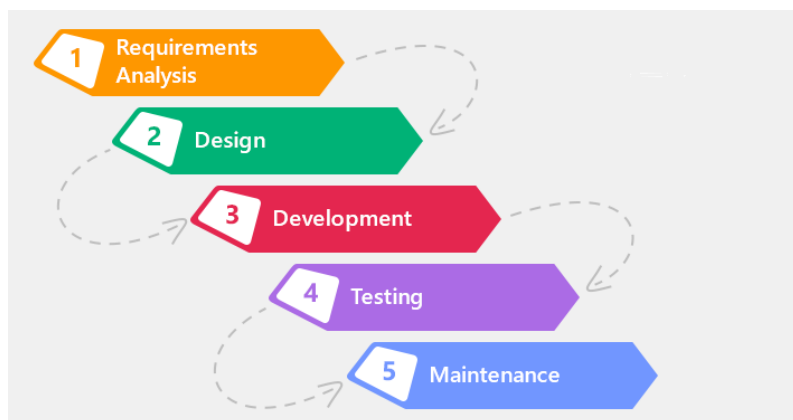 1
Requirements
Analysis
2
Design
3
Development
4
Testing
5
Maintenance